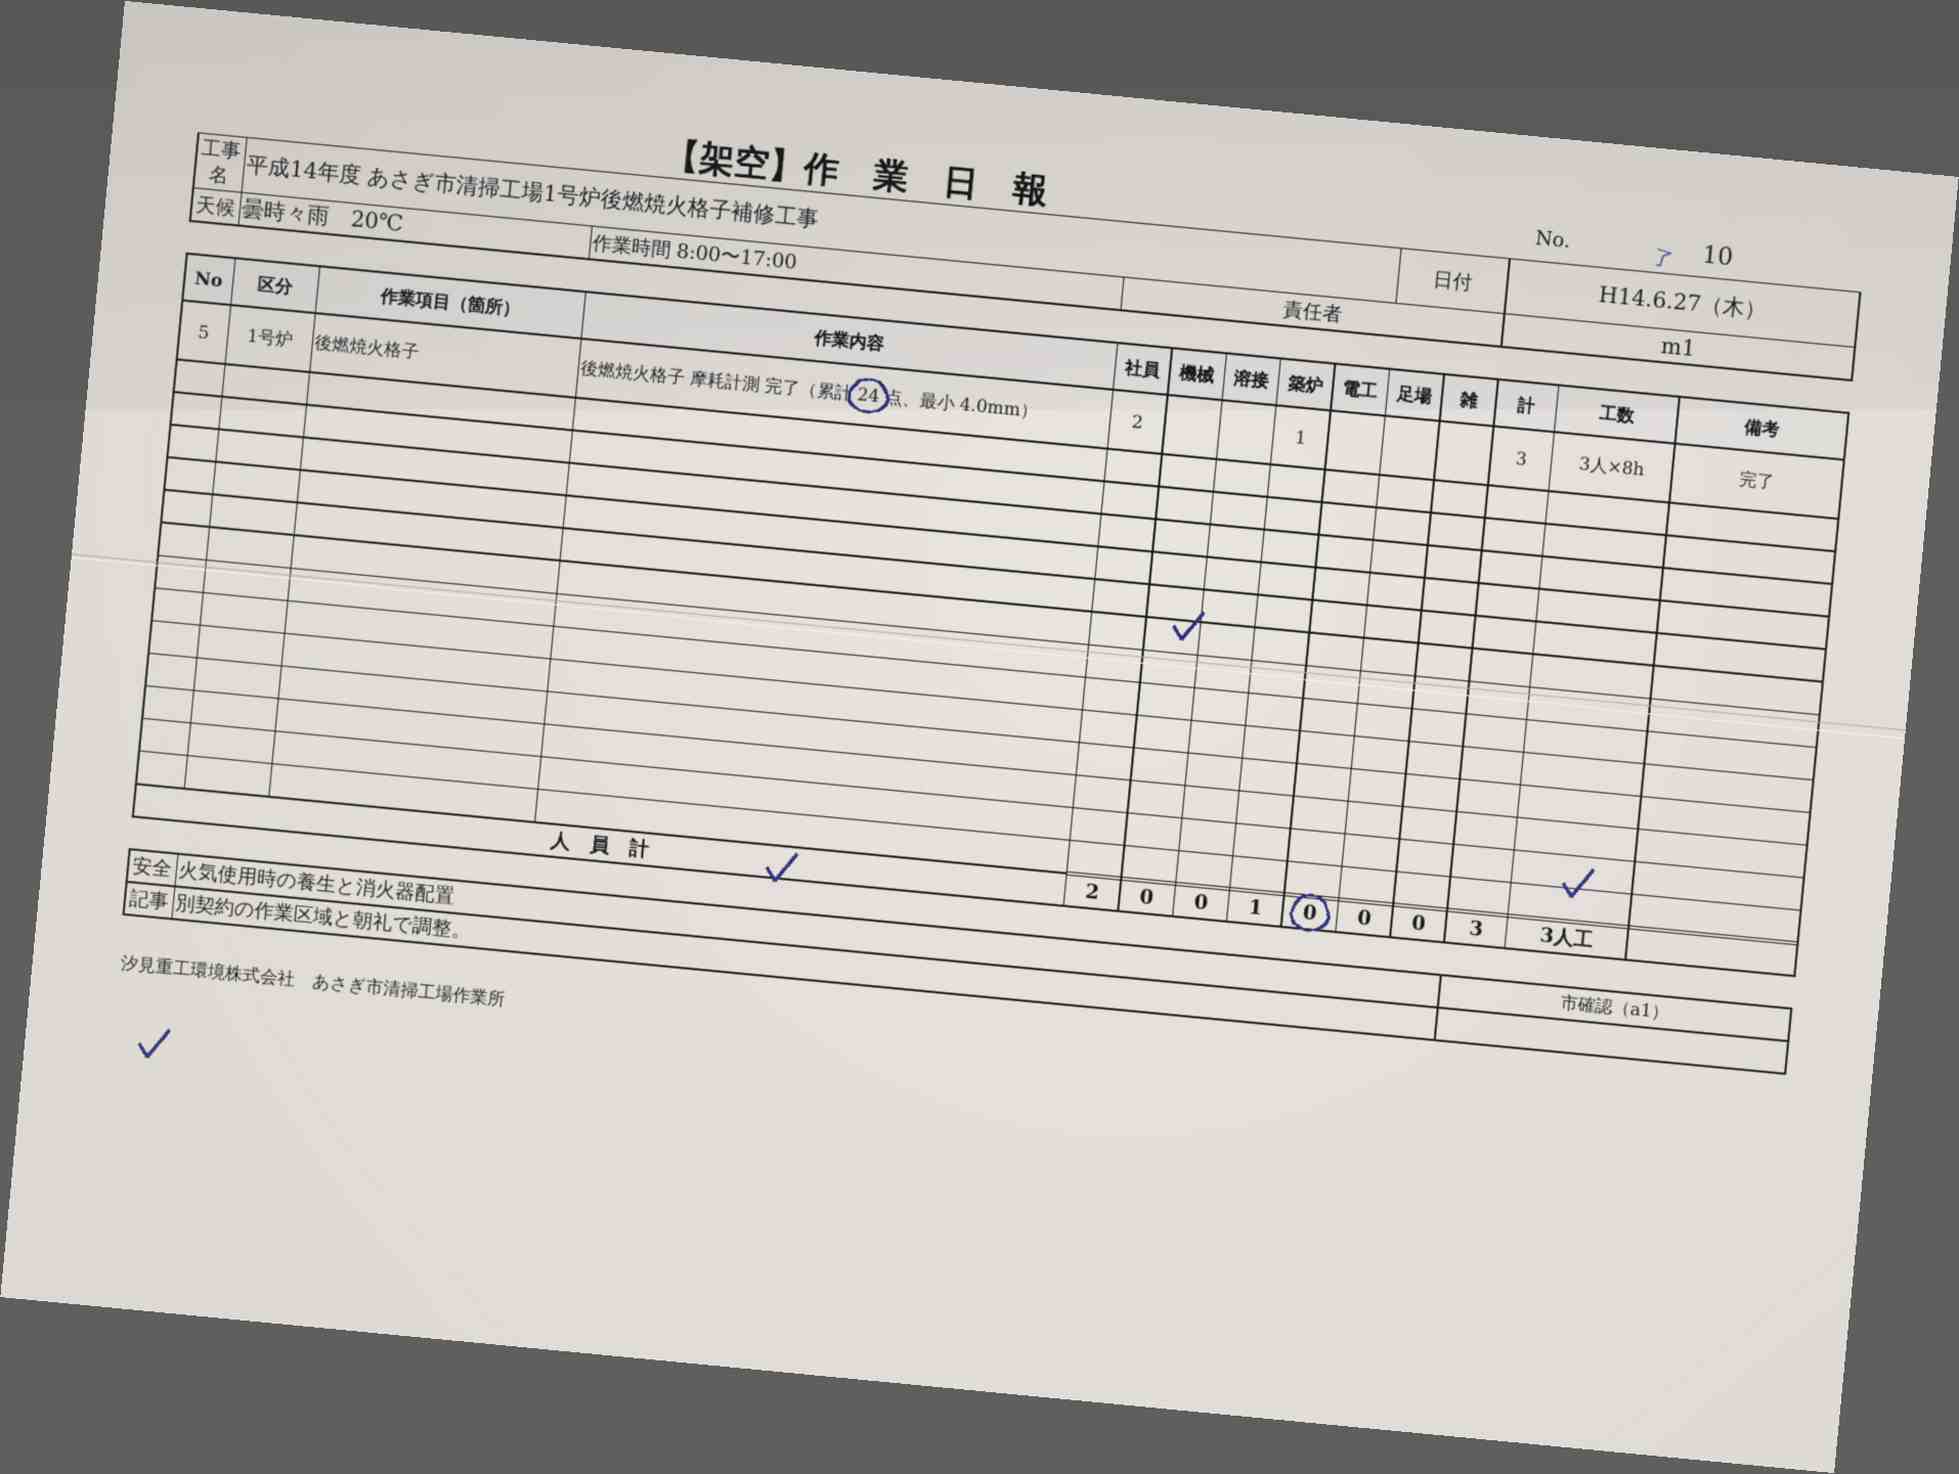 【架空】作 業 日 報
No. 了 10
工事名 平成14年度 あさぎ市清掃工場1号炉後燃焼火格子補修工事 日付 H14.6.27（木）
天候 曇時々雨 20℃ 作業時間 8:00〜17:00 責任者 m1
No 区分 作業項目（箇所） 作業内容 社員 機械 溶接 築炉 電工 足場 雑 計 工数 備考
5 1号炉 後燃焼火格子 後燃焼火格子 摩耗計測 完了（累計24点、最小 4.0mm） 2 1 3 3人×8h 完了
人 員 計 2 0 0 1 0 0 0 3 3人工
安全 火気使用時の養生と消火器配置 市確認（a1）
記事 別契約の作業区域と朝礼で調整。
汐見重工環境株式会社 あさぎ市清掃工場作業所